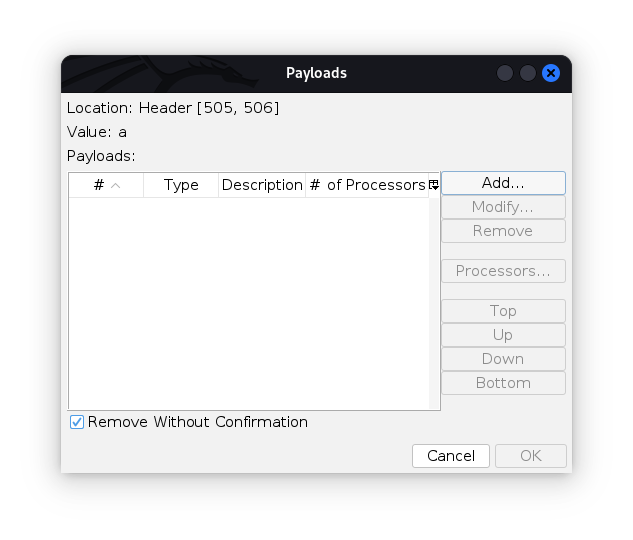 Payloads
Location: Header [505, 506]
Value: a
Payloads:
# Type Description # of Processors
Add...
Modify...
Remove
Processors...
Top
Up
Down
Bottom
Remove Without Confirmation
Cancel OK